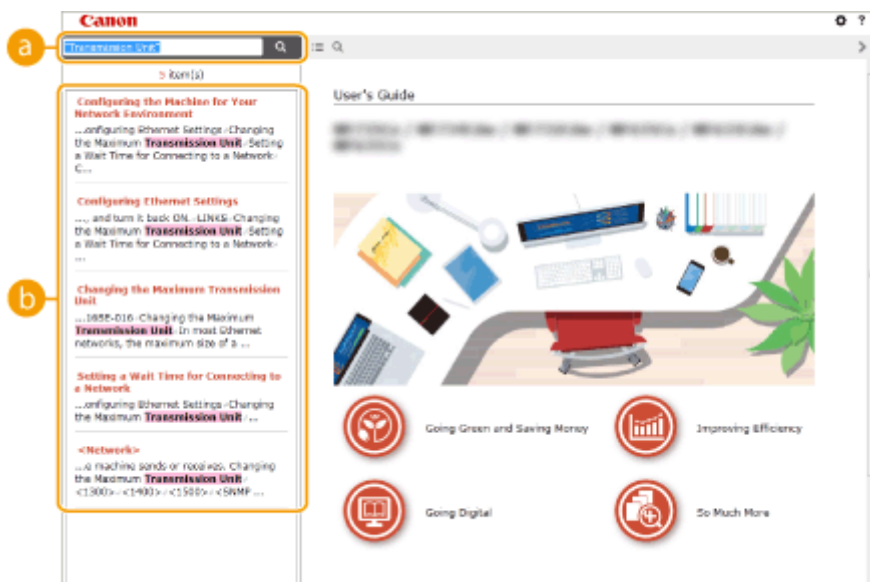 Canon
?
a
"Transmission Unit"
5 item(s)
b
Configuring the Machine for Your
Network Environment
...onfiguring Ethernet Settings
Changing
the Maximum Transmission Unit
Setting
a Wait Time for Connecting to a Network
C...
Configuring Ethernet Settings
..., and turn it back ON.
LINKS
Changing
the Maximum Transmission Unit
Setting
a Wait Time for Connecting to a Network
...
Changing the Maximum Transmission
Unit
Changing the Maximum
Transmission Unit
In most Ethernet
networks, the maximum size of a ...
Setting a Wait Time for Connecting to
a Network
...onfiguring Ethernet Settings
Changing
the Maximum Transmission Unit
...
<Network>
...e machine sends or receives. Changing
the Maximum Transmission Unit
<1300>
<1400>
<1500>
<SNMP ...
User's Guide
Going Green and Saving Money
Improving Efficiency
Going Digital
So Much More